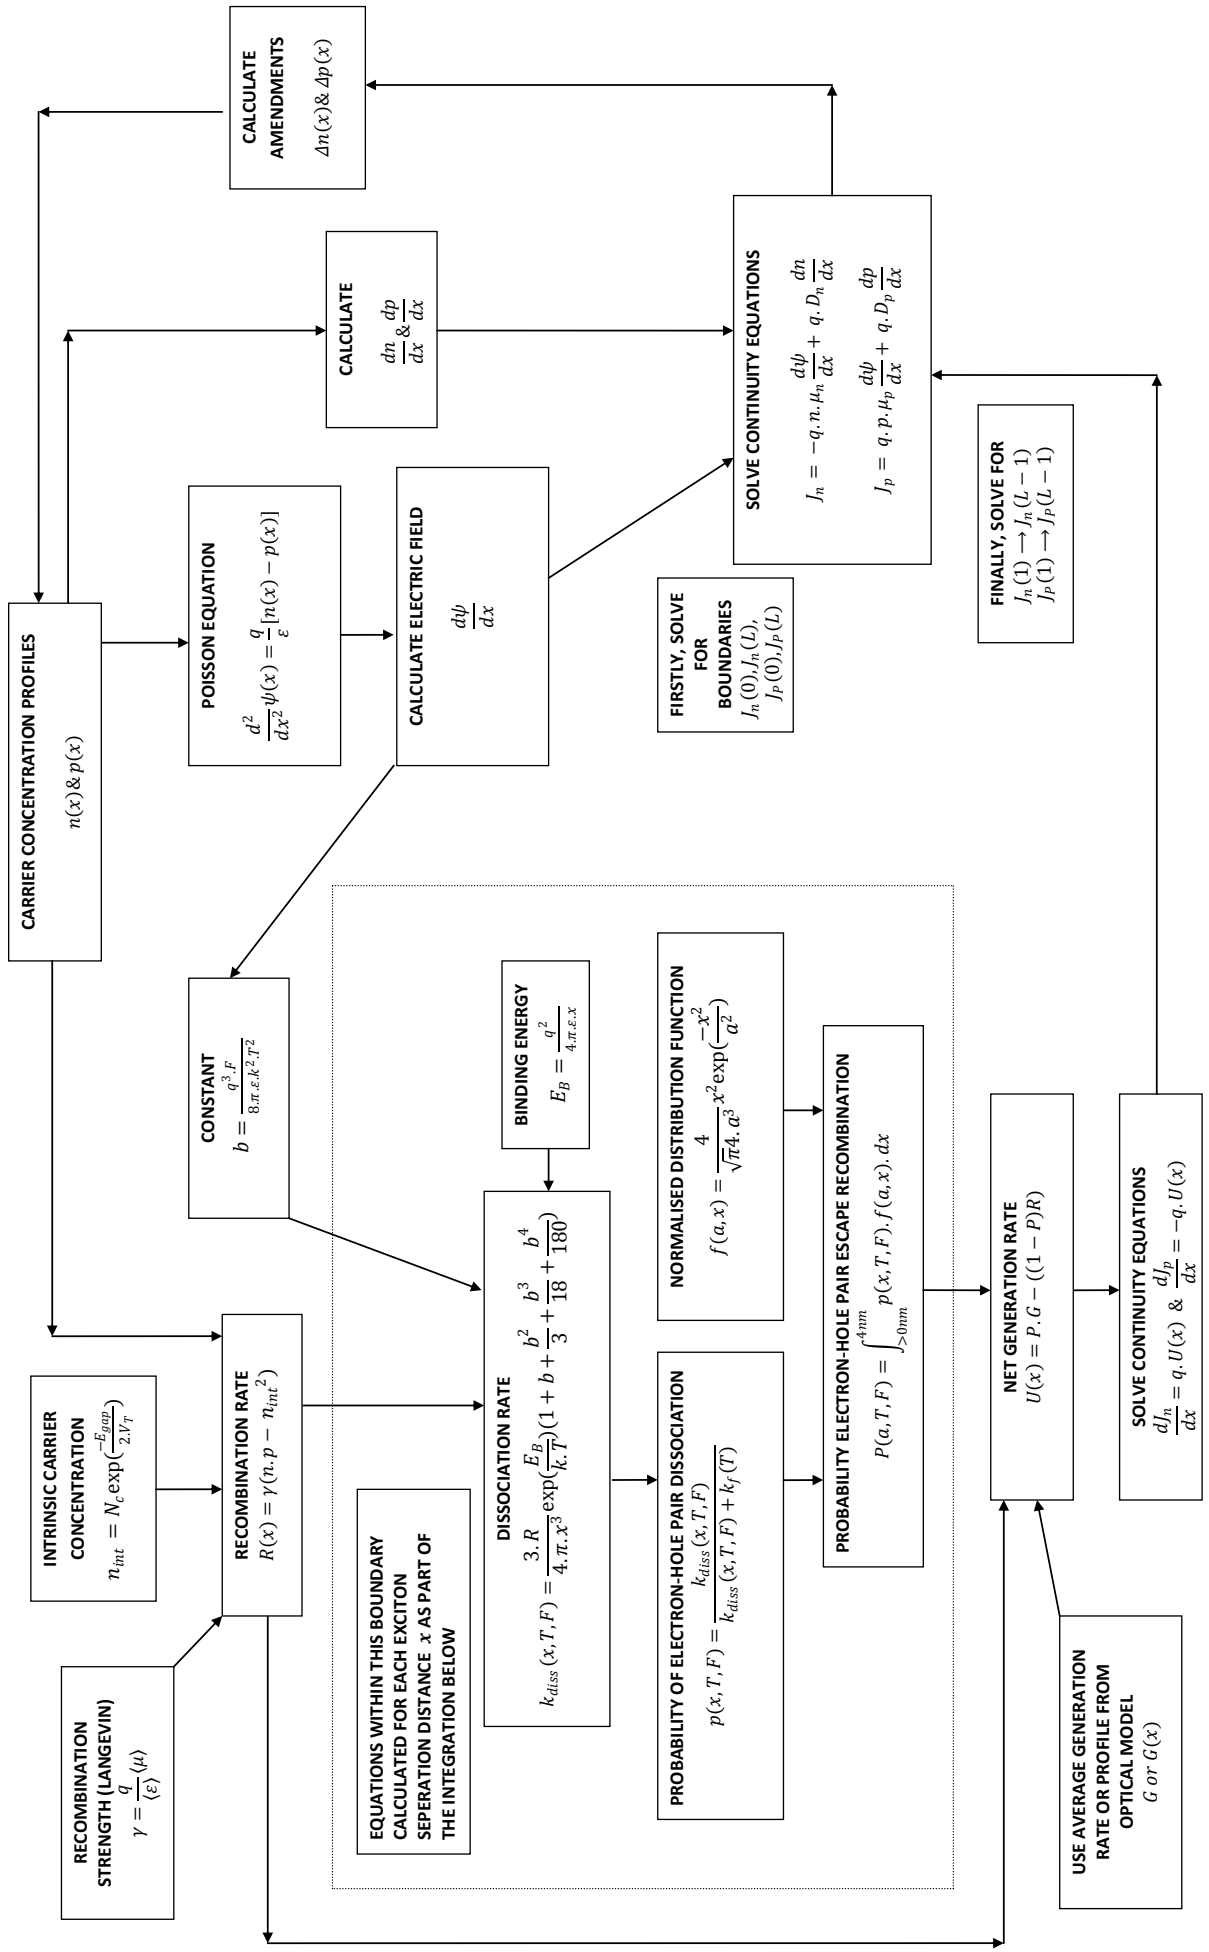 CARRIER CONCENTRATION PROFILES
n(x)& p(x)
INTRINSIC CARRIER
CONCENTRATION
n_int = N_c exp(−E_gap / 2.V_T)
RECOMBINATION
STRENGTH (LANGEVIN)
γ = q/⟨ε⟩ ⟨μ⟩
RECOMBINATION RATE
R(x) = γ(n.p − n_int²)
CONSTANT
b = q³.F / 8.π.ε.k².T²
POISSON EQUATION
d²/dx² ψ(x) = q/ε [n(x) − p(x)]
CALCULATE
dn/dx & dp/dx
CALCULATE
AMENDMENTS
Δn(x)& Δp(x)
EQUATIONS WITHIN THIS BOUNDARY
CALCULATED FOR EACH EXCITON
SEPERATION DISTANCE x AS PART OF
THE INTEGRATION BELOW
DISSOCIATION RATE
k_diss(x,T,F) = 3.R / 4.π.x³ exp(E_B / k.T)(1 + b + b²/3 + b³/18 + b⁴/180)
BINDING ENERGY
E_B = q² / 4.π.ε.x
CALCULATE ELECTRIC FIELD
dψ/dx
PROBABILITY OF ELECTRON-HOLE PAIR DISSOCIATION
p(x,T,F) = k_diss(x,T,F) / k_diss(x,T,F) + k_f(T)
NORMALISED DISTRIBUTION FUNCTION
f(a,x) = 4 / √π4.a³ x² exp(−x² / a²)
FIRSTLY, SOLVE
FOR
BOUNDARIES
J_n(0),J_n(L),
J_P(0),J_P(L)
SOLVE CONTINUITY EQUATIONS
J_n = −q.n.μ_n dψ/dx + q.D_n dn/dx
J_p = q.p.μ_p dψ/dx + q.D_p dp/dx
PROBABILITY ELECTRON-HOLE PAIR ESCAPE RECOMBINATION
P(a,T,F) = ∫_{>0nm}^{4nm} p(x,T,F).f(a,x).dx
FINALLY, SOLVE FOR
J_n(1) ⟶ J_n(L − 1)
J_P(1) ⟶ J_P(L − 1)
NET GENERATION RATE
U(x) = P.G − ((1 − P)R)
USE AVERAGE GENERATION
RATE OR PROFILE FROM
OPTICAL MODEL
G or G(x)
SOLVE CONTINUITY EQUATIONS
dJ_n/dx = q.U(x) & dJ_p/dx = −q.U(x)